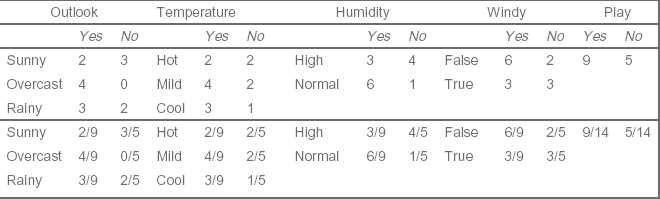 Outlook Temperature Humidity Windy Play
Yes No Yes No Yes No Yes No Yes No
Sunny 2 3 Hot 2 2 High 3 4 False 6 2 9 5
Overcast 4 0 Mild 4 2 Normal 6 1 True 3 3
Rainy 3 2 Cool 3 1
Sunny 2/9 3/5 Hot 2/9 2/5 High 3/9 4/5 False 6/9 2/5 9/14 5/14
Overcast 4/9 0/5 Mild 4/9 2/5 Normal 6/9 1/5 True 3/9 3/5
Rainy 3/9 2/5 Cool 3/9 1/5